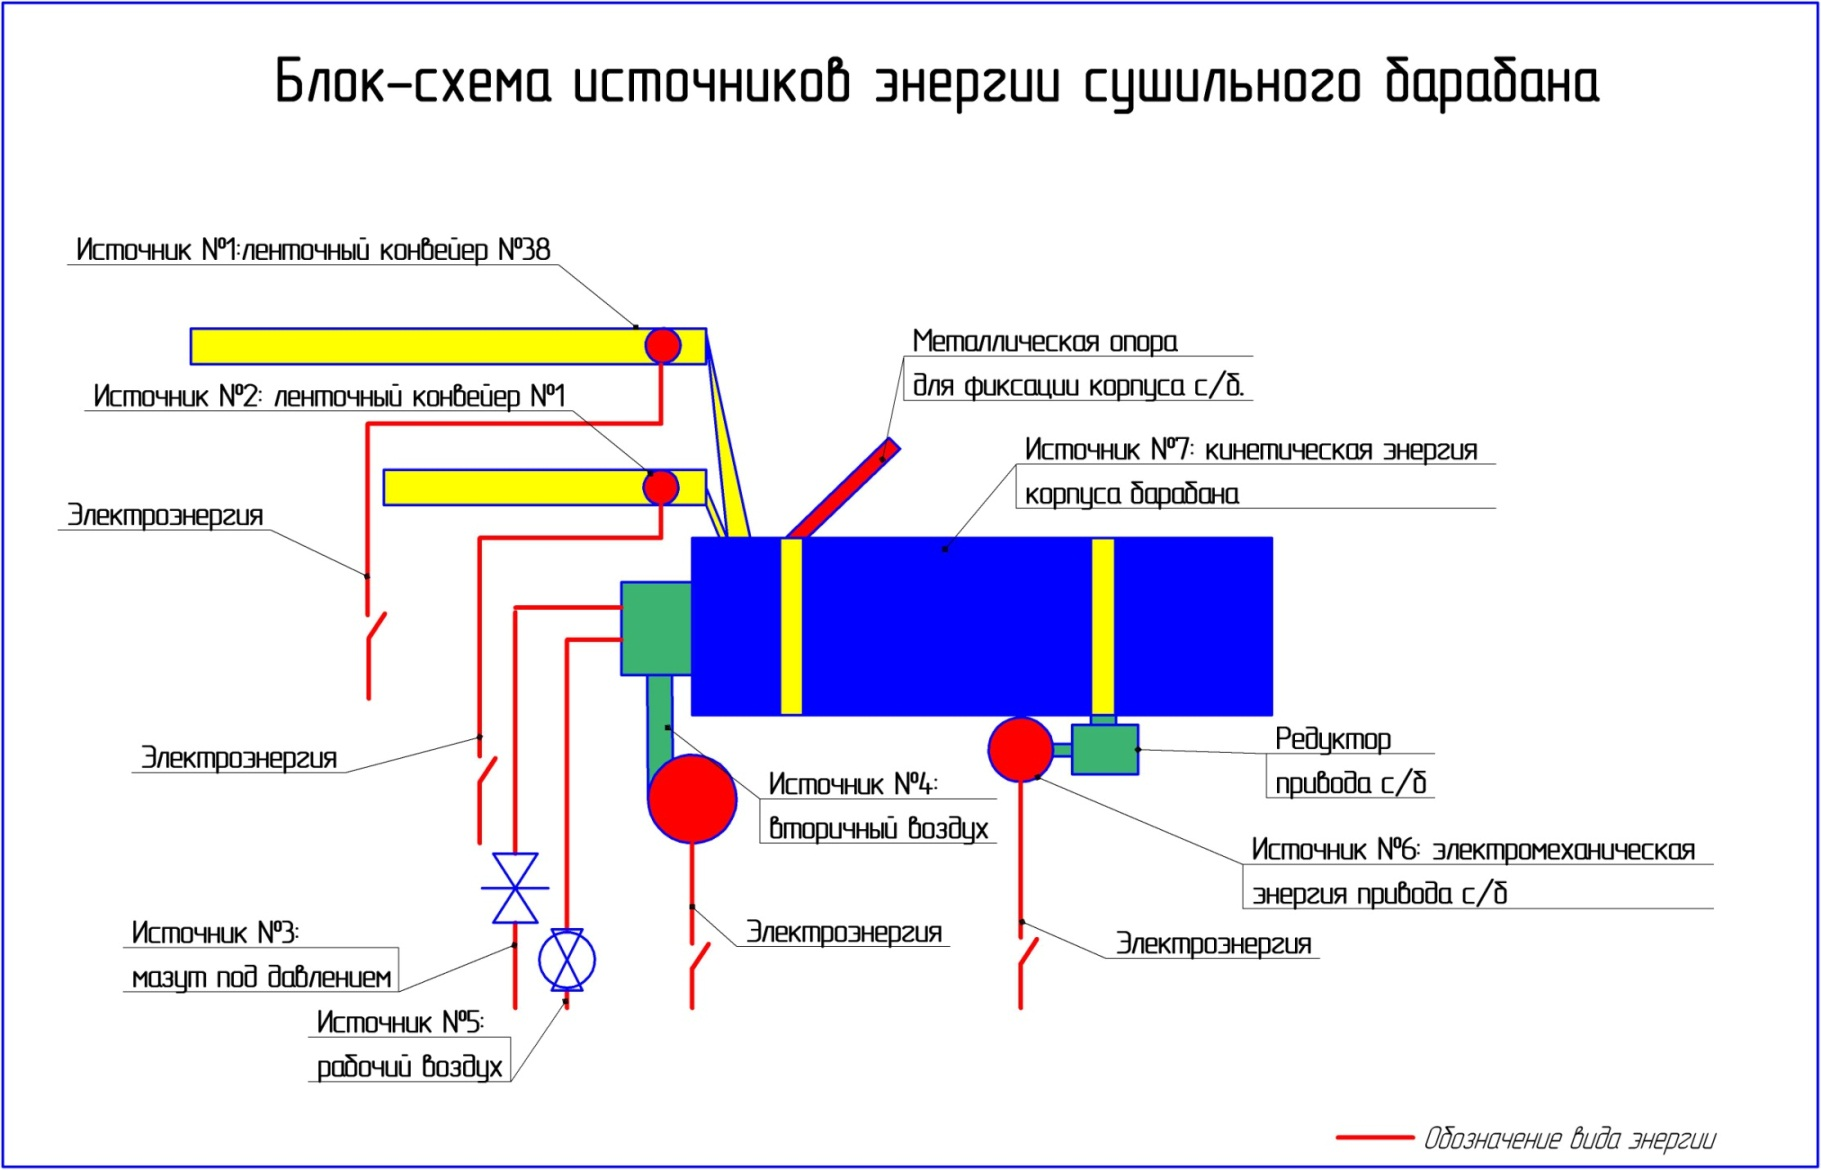 Блок-схема источников энергии сушильного барабана
Источник №1:ленточный конвейер №38
Металлическая опора
для фиксации корпуса с/б.
Источник №2: ленточный конвейер №1
Источник №7: кинетическая энергия
корпуса барабана
Электроэнергия
Электроэнергия
Редуктор
привода с/б
Источник №4:
вторичный воздух
Источник №6: электромеханическая
энергия привода с/б
Источник №3:
мазут под давлением
Электроэнергия
Электроэнергия
Источник №5:
рабочий воздух
Обозначение вида энергии